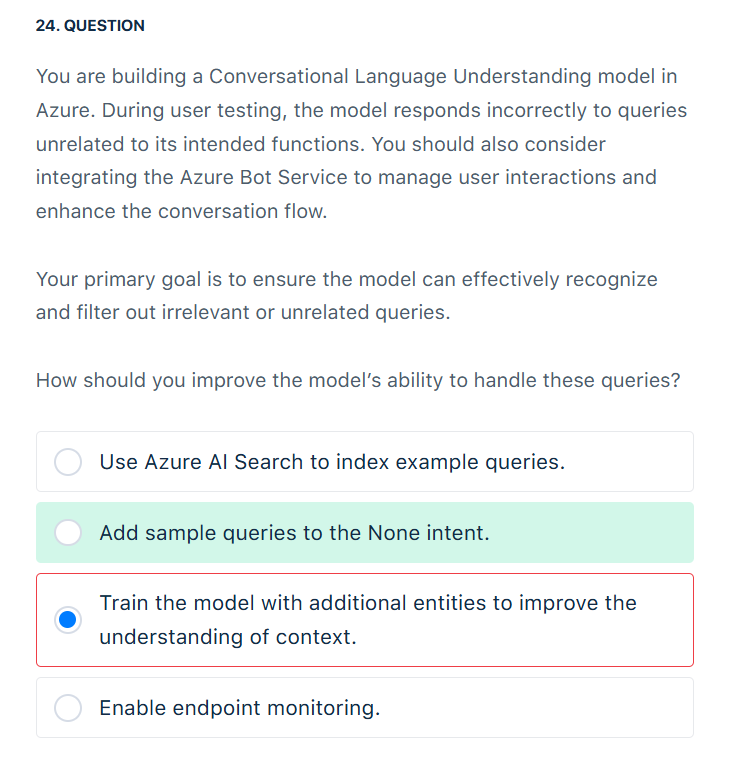 24. QUESTION
You are building a Conversational Language Understanding model in
Azure. During user testing, the model responds incorrectly to queries
unrelated to its intended functions. You should also consider
integrating the Azure Bot Service to manage user interactions and
enhance the conversation flow.
Your primary goal is to ensure the model can effectively recognize
and filter out irrelevant or unrelated queries.
How should you improve the model’s ability to handle these queries?
Use Azure AI Search to index example queries.
Add sample queries to the None intent.
Train the model with additional entities to improve the
understanding of context.
Enable endpoint monitoring.